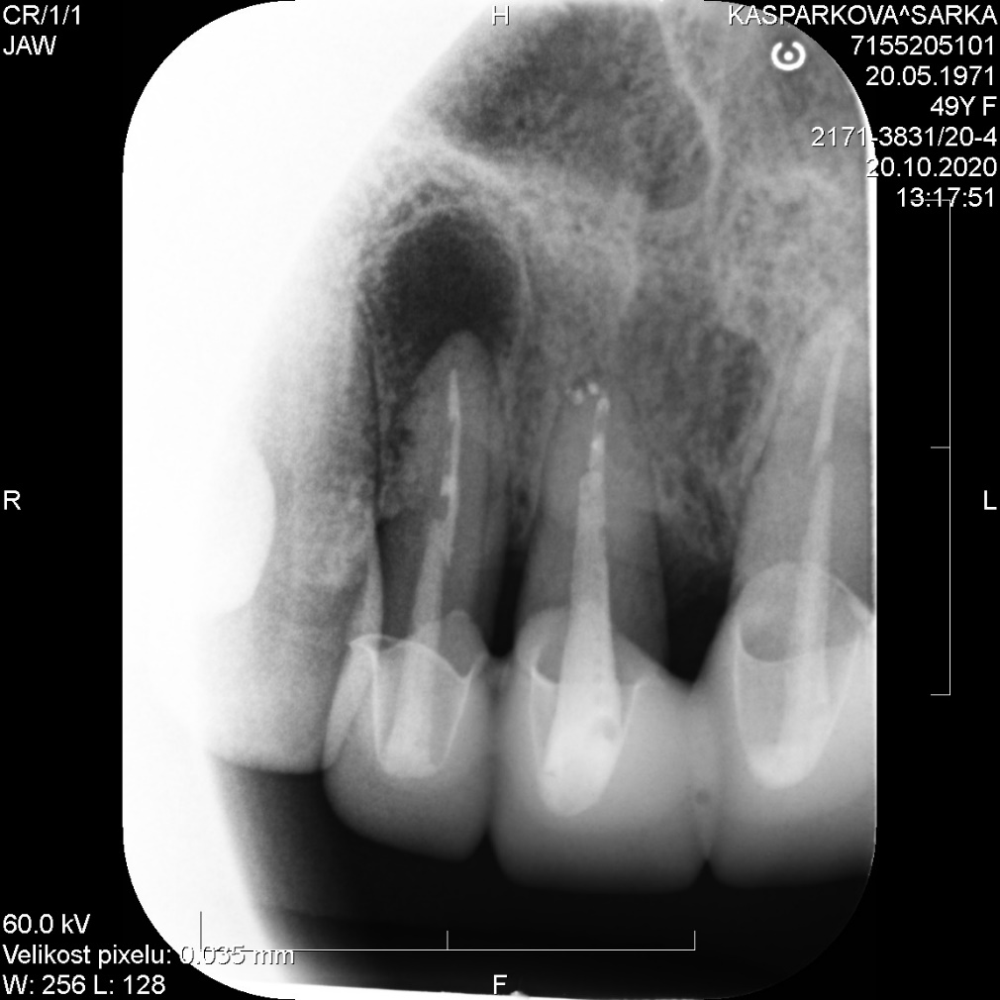 CR/1/1
JAW
H
KASPARKOVA^SARKA
7155205101
20.05.1971
49Y F
2171-3831/20-4
20.10.2020
13:17:51
R
L
60.0 kV
Velikost pixelu: 0.035 mm
W: 256 L: 128
F